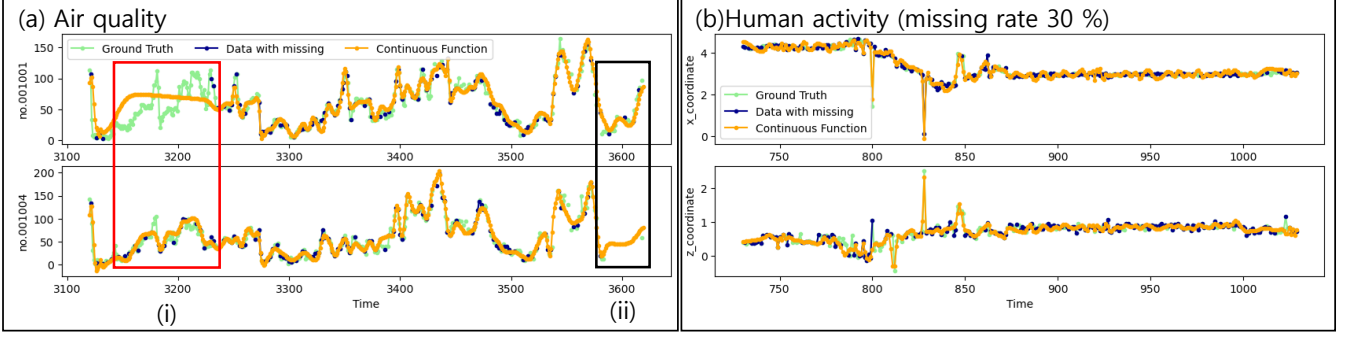 (a) Air quality
Ground Truth Data with missing Continuous Function
no.001001
150
100
50
0
3100 3200 3300 3400 3500 3600
no.001004
200
150
100
50
0
3100 3200 3300 3400 3500 3600
Time
(i)
(ii)
(b)Human activity (missing rate 30 %)
x_coordinate
4
2
0
Ground Truth
Data with missing
Continuous Function
750 800 850 900 950 1000
z_coordinate
2
1
0
750 800 850 900 950 1000
Time